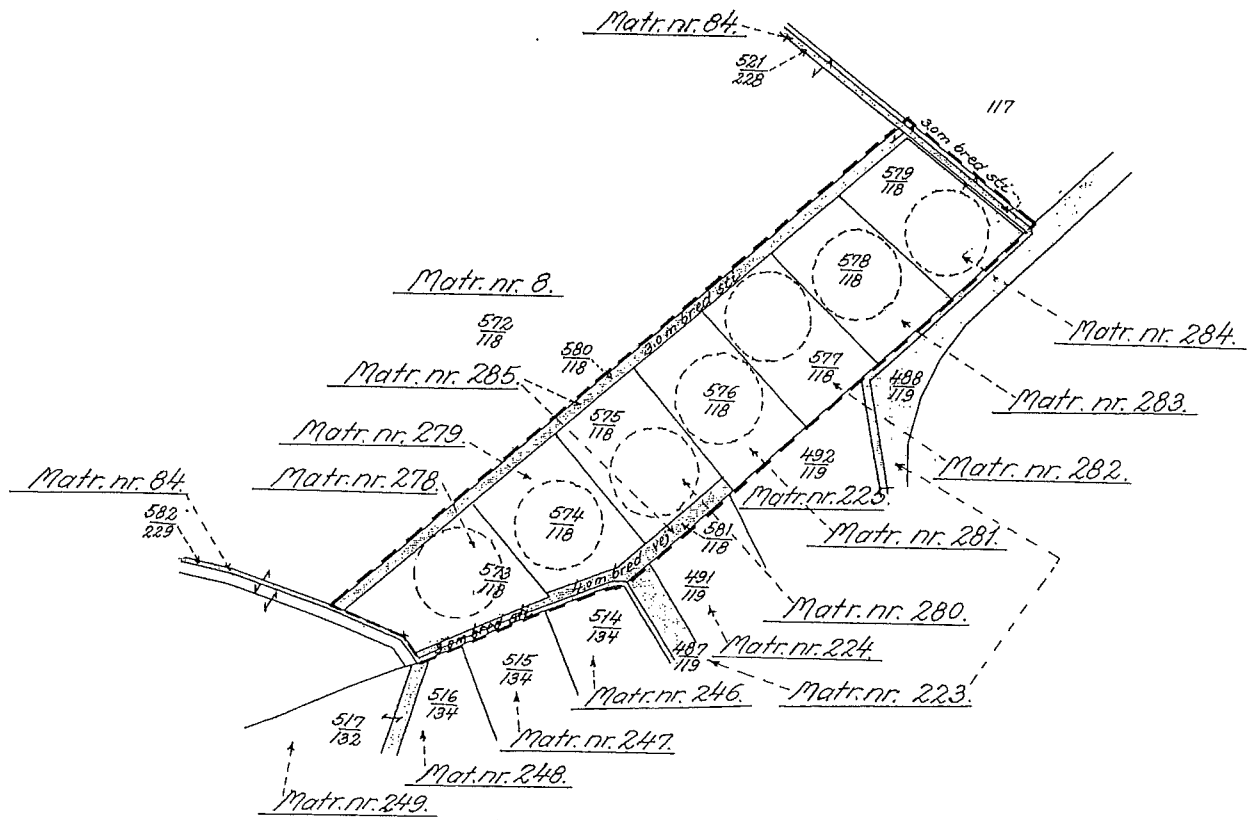 Matr. nr. 84.
521
228
117
3.0m bred sti
579
118
578
118
Matr. nr. 8.
572
118
580
118
3.0m bred sti
Matr. nr. 284.
577
118
488
119
Matr. nr. 285.
576
118
Matr. nr. 283.
575
118
Matr. nr. 279.
492
119
Matr. nr. 282.
Matr. nr. 278.
Matr. nr. 84.
582
229
574
118
Matr. nr. 225.
581
118
Matr. nr. 281.
573
118
4.0m bred vej
491
119
3.0m bred sti
Matr. nr. 280.
514
134
487
119
Matr. nr. 224.
515
134
Matr. nr. 246.
Matr. nr. 223.
516
134
517
132
Matr. nr. 247.
Mat. nr. 248.
Matr. nr. 249.